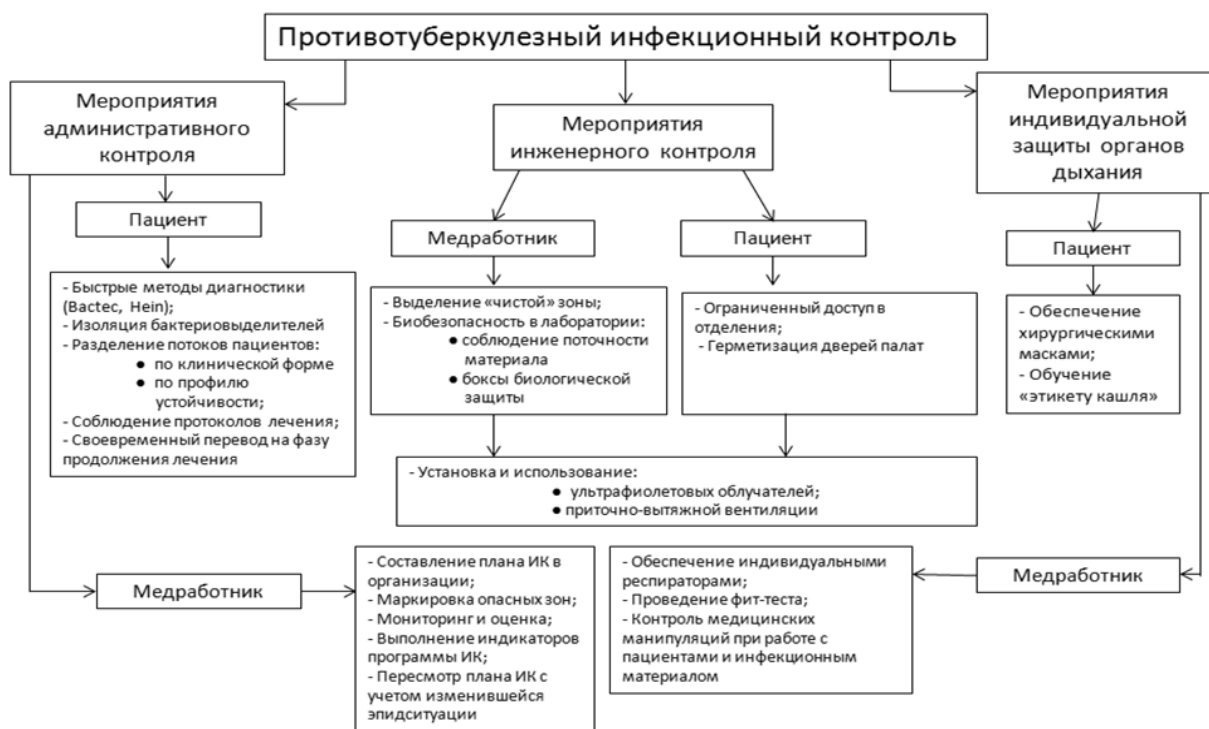 Противотуберкулезный инфекционный контроль
Мероприятия
административного
контроля
Мероприятия
инженерного контроля
Мероприятия
индивидуальной
защиты органов
дыхания
Пациент
Медработник
Пациент
Пациент
- Быстрые методы диагностики
(Bactec, Hein);
- Изоляция бактериовыделителей
- Разделение потоков пациентов:
● по клинической форме
● по профилю
устойчивости;
- Соблюдение протоколов лечения;
- Своевременный перевод на фазу
продолжения лечения
- Выделение «чистой» зоны;
- Биобезопасность в лаборатории:
● соблюдение поточности
материала
● боксы биологической
защиты
- Ограниченный доступ в
отделения;
- Герметизация дверей палат
- Обеспечение
хирургическими
масками;
- Обучение
«этикету кашля»
- Установка и использование:
● ультрафиолетовых облучателей;
● приточно-вытяжной вентиляции
Медработник
- Составление плана ИК в
организации;
- Маркировка опасных зон;
- Мониторинг и оценка;
- Выполнение индикаторов
программы ИК;
- Пересмотр плана ИК с
учетом изменившейся
эпидситуации
- Обеспечение индивидуальными
респираторами;
- Проведение фит-теста;
- Контроль медицинских
манипуляций при работе с
пациентами и инфекционным
материалом
Медработник